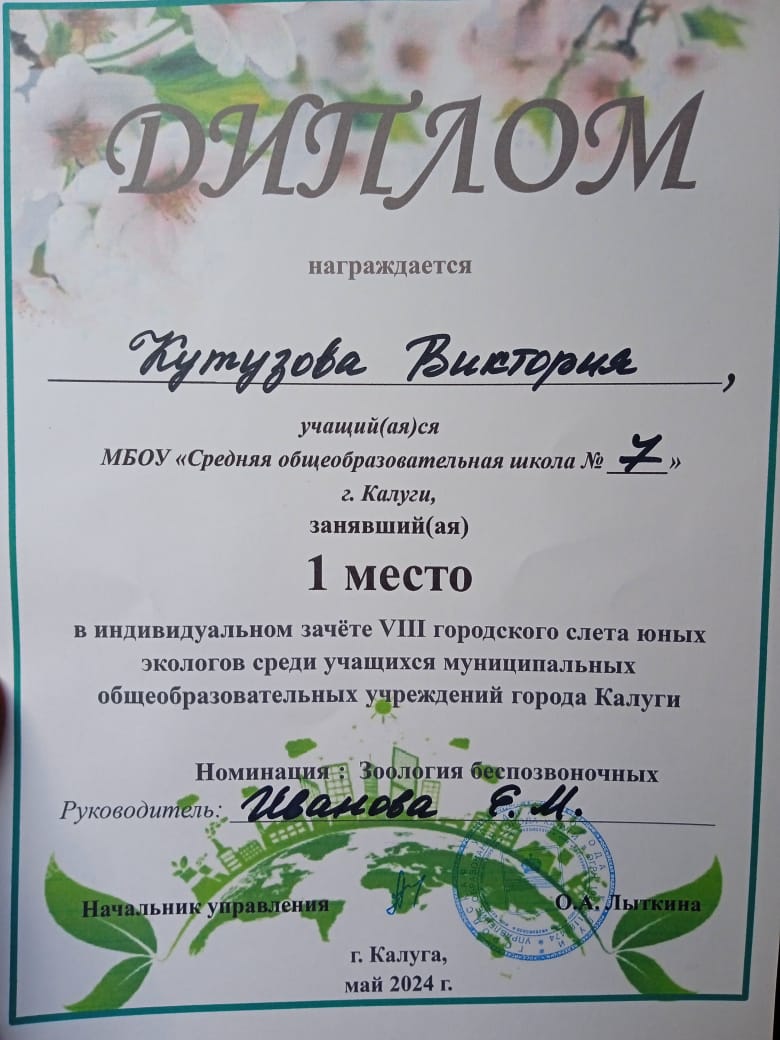 ДИПЛОМ
награждается
Кутузова Виктория,
учащий(ая)ся
МБОУ «Средняя общеобразовательная школа № 7»
г. Калуги,
занявший(ая)
1 место
в индивидуальном зачёте VIII городского слета юных
экологов среди учащихся муниципальных
общеобразовательных учреждений города Калуги
Номинация : Зоология беспозвоночных
Руководитель: Иванова Е.М.
Начальник управления О.А. Лыткина
г. Калуга,
май 2024 г.